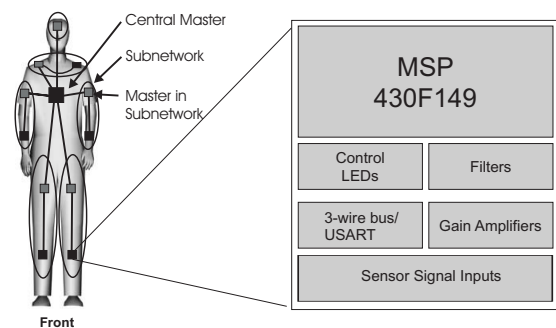 Central Master
Subnetwork
Master in
Subnetwork
Front
MSP
430F149
Control
LEDs
Filters
3-wire bus/
USART
Gain Amplifiers
Sensor Signal Inputs